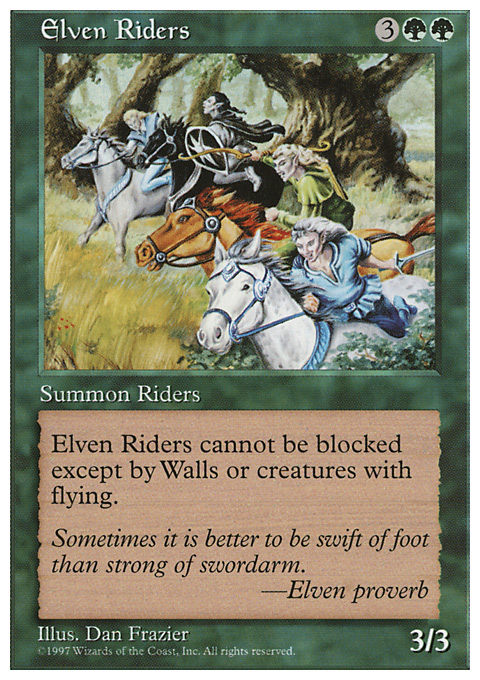 Elven Riders 3
Summon Riders
Elven Riders cannot be blocked
except by Walls or creatures with
flying.
Sometimes it is better to be swift of foot
than strong of swordarm.
—Elven proverb
Illus. Dan Frazier
©1997 Wizards of the Coast, Inc. All rights reserved.
3/3